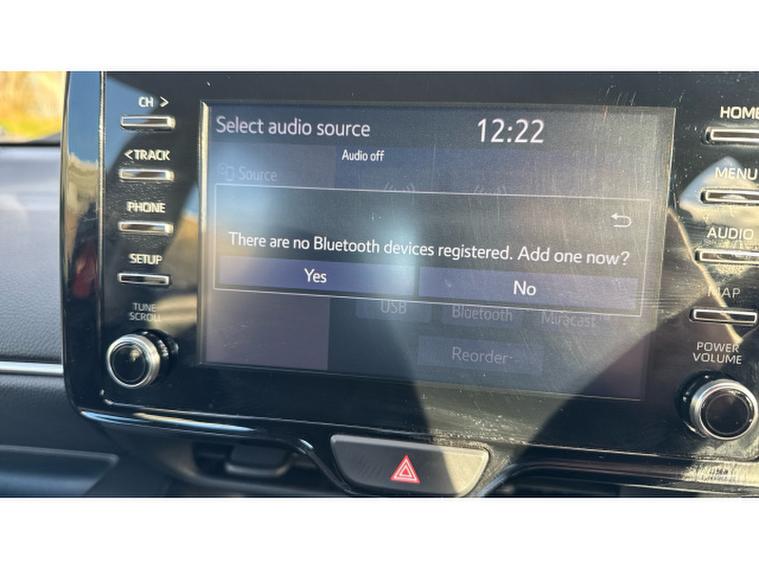 CH >
< TRACK
PHONE
SETUP
TUNE
SCROLL
Select audio source
12:22
Audio off
Source
There are no Bluetooth devices registered. Add one now?
Yes
No
USB
Bluetooth
Miracast
Reorder
HOME
MENU
AUDIO
MAP
POWER
VOLUME